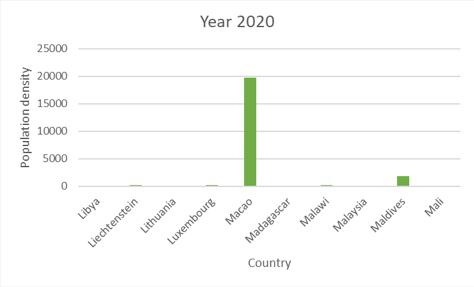 Year 2020
25000
20000
15000
10000
5000
0
Population density
Libya
Liechtenstein
Lithuania
Luxembourg
Macao
Madagascar
Malawi
Malaysia
Maldives
Mali
Country